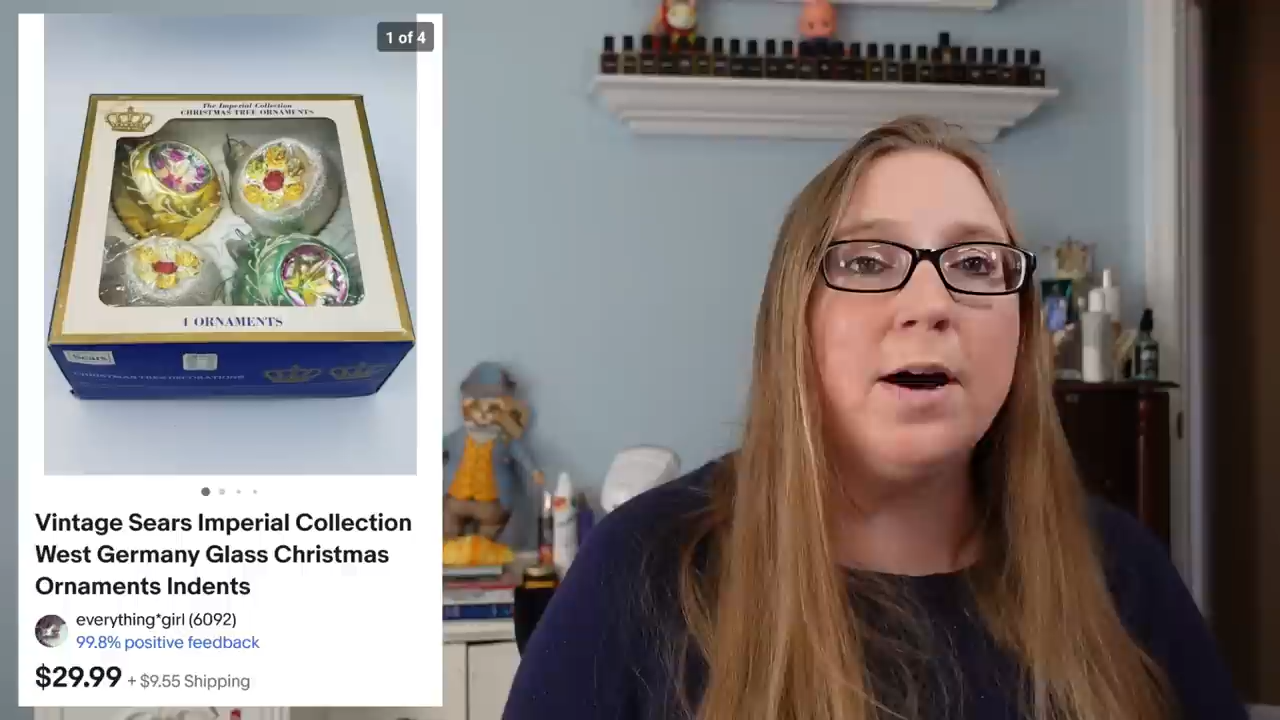 1 of 4
The Imperial Collection
CHRISTMAS TREE ORNAMENTS
4 ORNAMENTS
Sears
CHRISTMAS TREE DECORATIONS
Vintage Sears Imperial Collection
West Germany Glass Christmas
Ornaments Indents
everything*girl (6092)
99.8% positive feedback
$29.99 + $9.55 Shipping